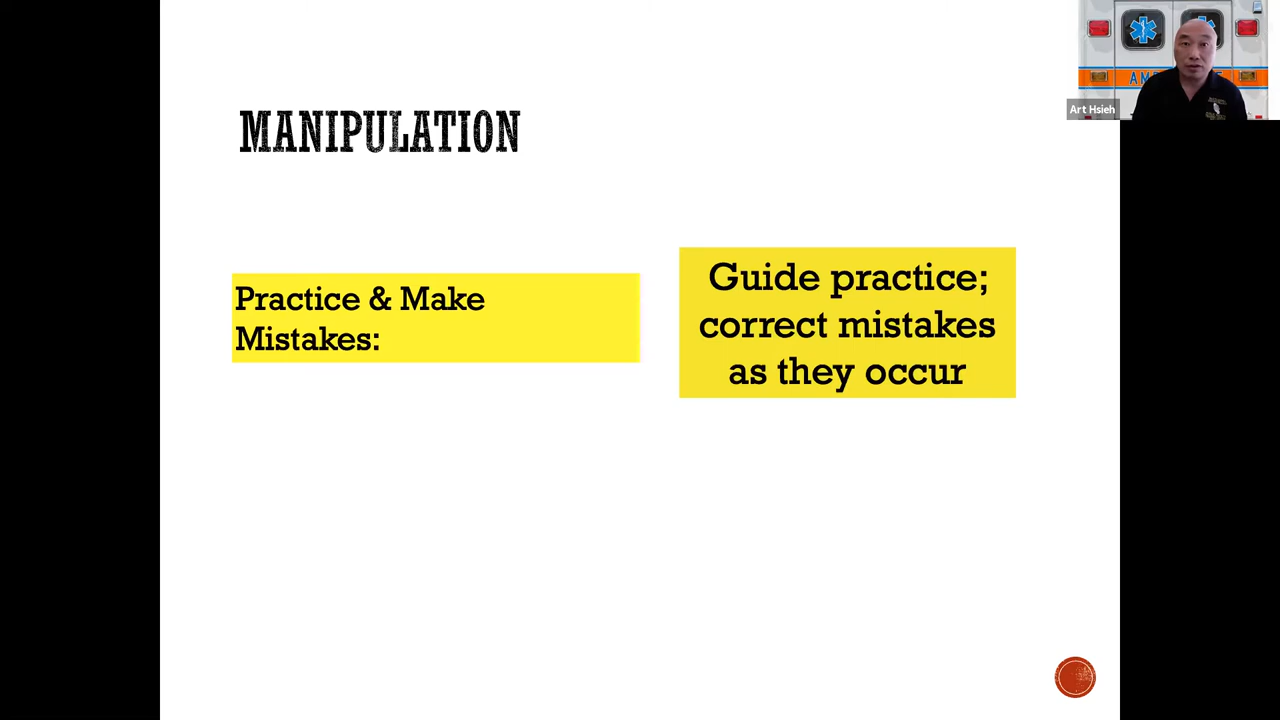 MANIPULATION
Practice & Make
Mistakes:
Guide practice;
correct mistakes
as they occur
Art Hsieh